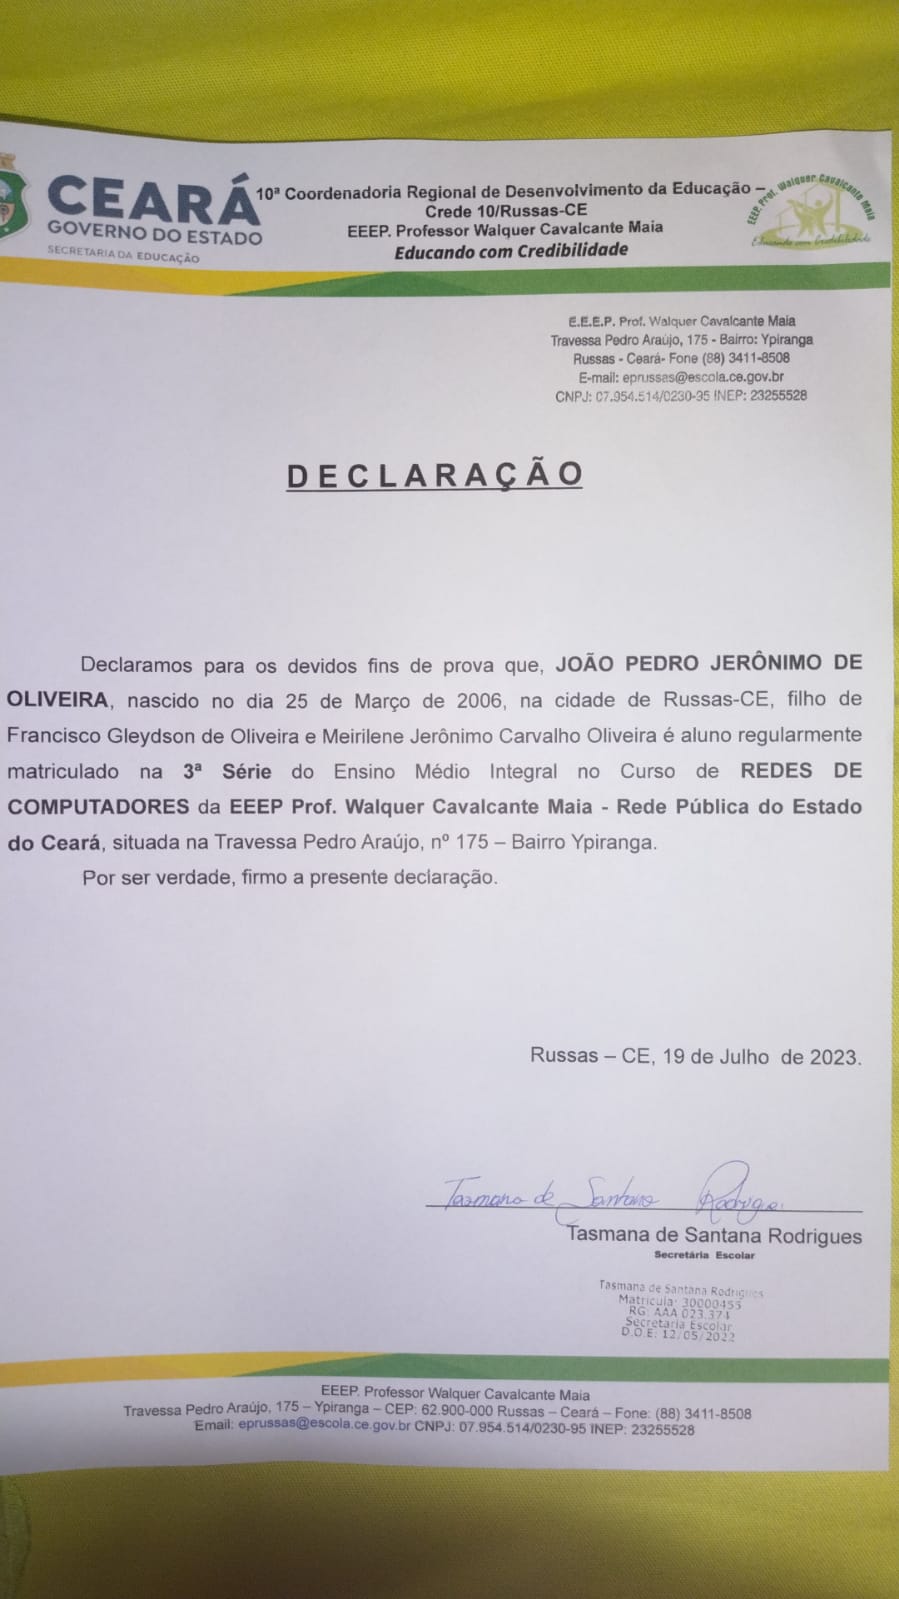 CEARÁ
GOVERNO DO ESTADO
SECRETARIA DA EDUCAÇÃO
10ª Coordenadoria Regional de Desenvolvimento da Educação –
Crede 10/Russas-CE
EEEP. Professor Walquer Cavalcante Maia
Educando com Credibilidade
EEEP. Prof. Walquer Cavalcante Maia
Educando com Credibilidade
E.E.E.P. Prof. Walquer Cavalcante Maia
Travessa Pedro Araújo, 175 - Bairro: Ypiranga
Russas - Ceará- Fone (88) 3411-8508
E-mail: eprussas@escola.ce.gov.br
CNPJ: 07.954.514/0230-95 INEP: 23255528
DECLARAÇÃO
Declaramos para os devidos fins de prova que, JOÃO PEDRO JERÔNIMO DE
OLIVEIRA, nascido no dia 25 de Março de 2006, na cidade de Russas-CE, filho de
Francisco Gleydson de Oliveira e Meirilene Jerônimo Carvalho Oliveira é aluno regularmente
matriculado na 3ª Série do Ensino Médio Integral no Curso de REDES DE
COMPUTADORES da EEEP Prof. Walquer Cavalcante Maia - Rede Pública do Estado
do Ceará, situada na Travessa Pedro Araújo, nº 175 – Bairro Ypiranga.
Por ser verdade, firmo a presente declaração.
Russas – CE, 19 de Julho de 2023.
Tasmana de Santana Rodrigues
Tasmana de Santana Rodrigues
Secretária Escolar
Tasmana de Santana Rodrigues
Matrícula: 30000455
RG: AAA 023.374
Secretaria Escolar
D.O.E: 12/05/2022
EEEP. Professor Walquer Cavalcante Maia
Travessa Pedro Araújo, 175 – Ypiranga – CEP: 62.900-000 Russas – Ceará – Fone: (88) 3411-8508
Email: eprussas@escola.ce.gov.br CNPJ: 07.954.514/0230-95 INEP: 23255528